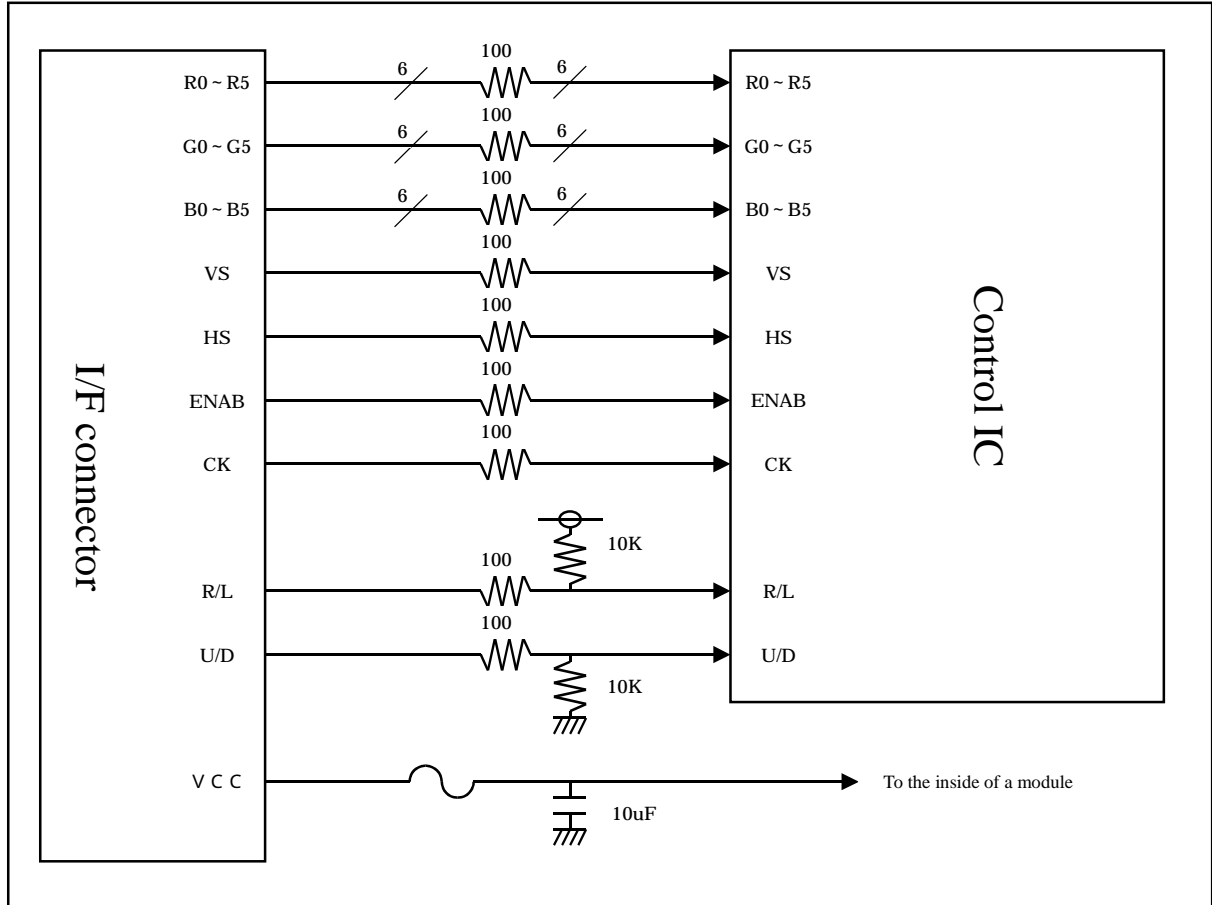 100
R0 ~ R5 6 6 R0 ~ R5
100
G0 ~ G5 6 6 G0 ~ G5
100
B0 ~ B5 6 6 B0 ~ B5
100
VS VS
100
HS HS
100
ENAB ENAB
100
CK CK
I/F connector
Control IC
10K
100
R/L R/L
100
U/D U/D
10K
VCC To the inside of a module
10uF